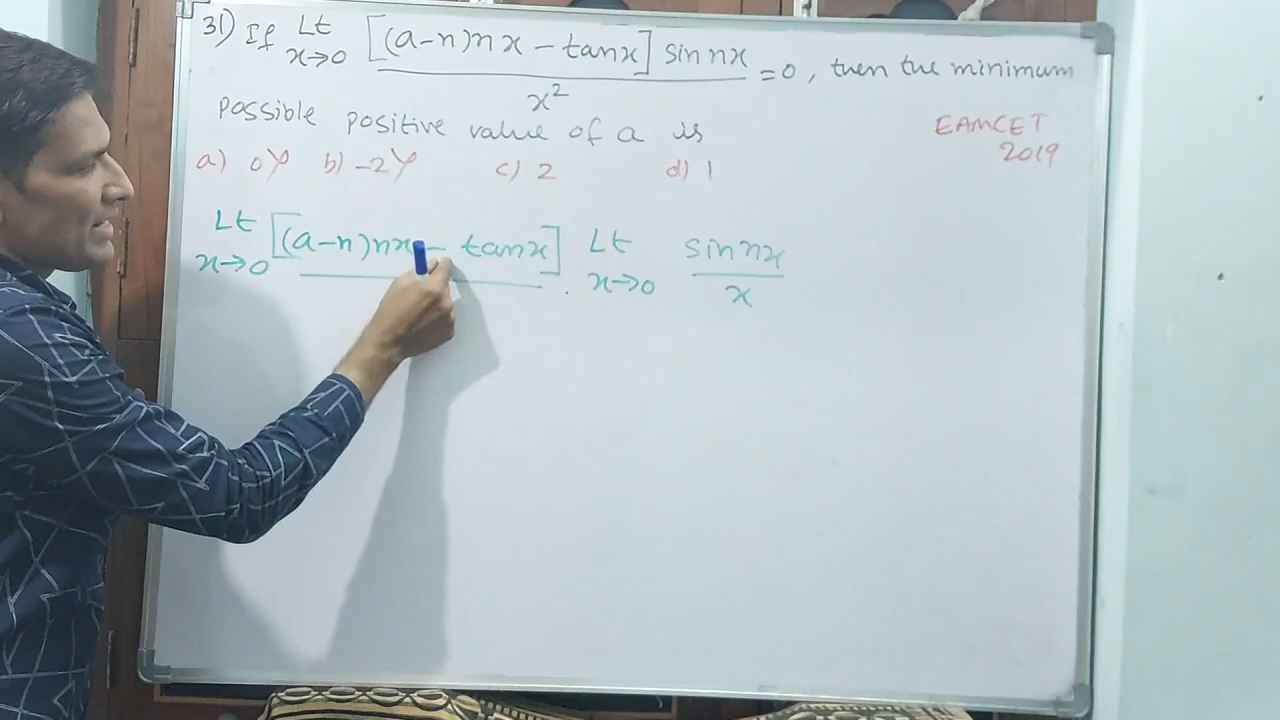 31) If Lt x→0 [(a-n)nx - tanx] sin nx / x² = 0, then the minimum
possible positive value of a is
EAMCET 2019
a) 0 b) -2 c) 2 d) 1
Lt x→0 [(a-n)nx - tanx] . Lt x→0 sin nx / x